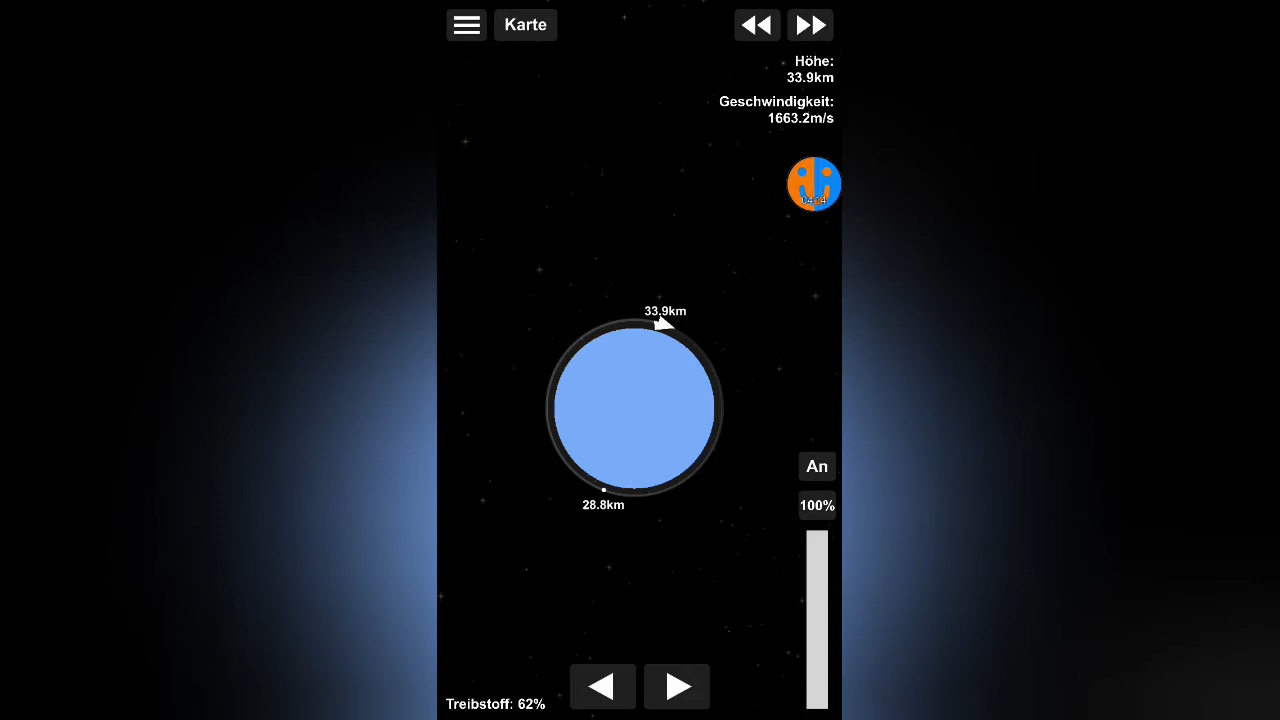 Karte
Höhe:
33.9km
Geschwindigkeit:
1663.2m/s
33.9km
28.8km
An
100%
Treibstoff: 62%